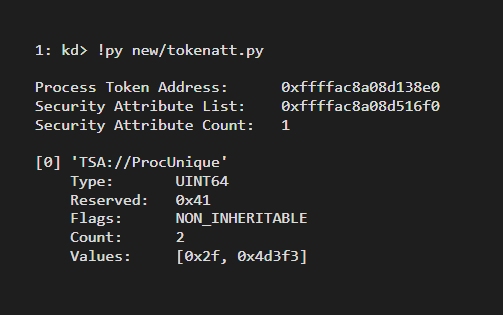 1: kd> !py new/tokenatt.py
Process Token Address: 0xffffac8a08d138e0
Security Attribute List: 0xffffac8a08d516f0
Security Attribute Count: 1
[0] 'TSA://ProcUnique'
Type: UINT64
Reserved: 0x41
Flags: NON_INHERITABLE
Count: 2
Values: [0x2f, 0x4d3f3]